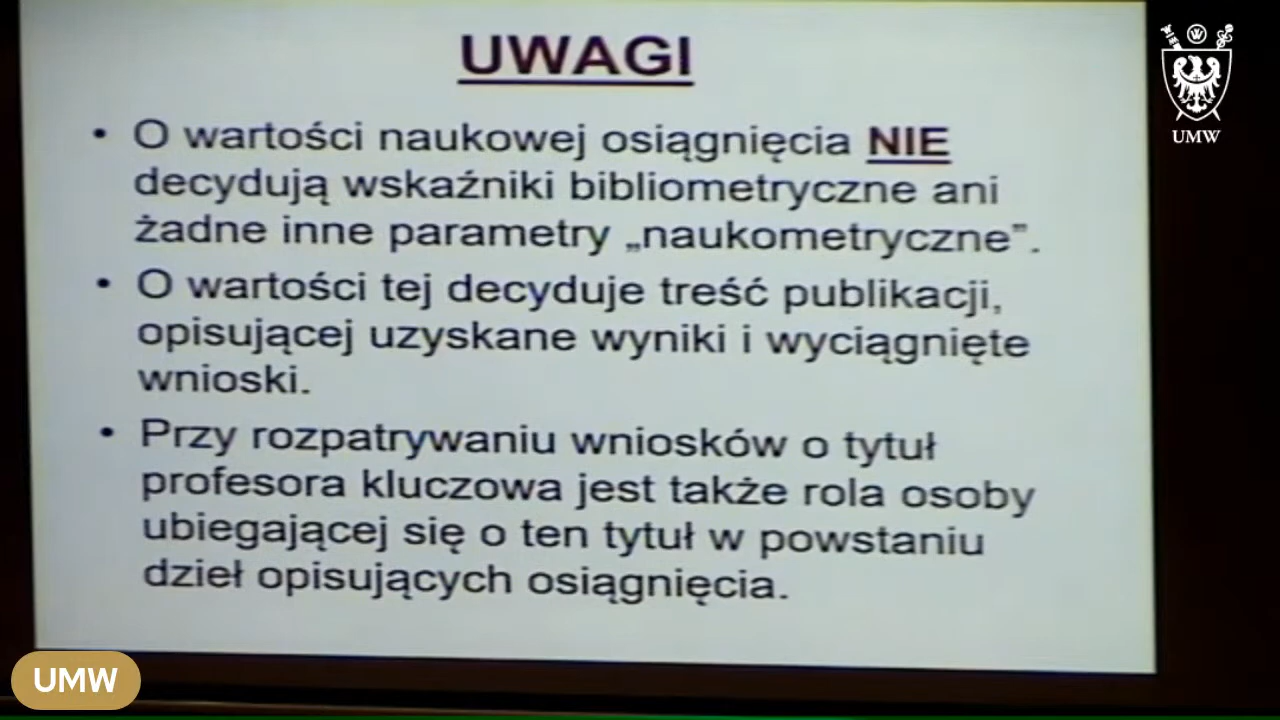 UWAGI
• O wartości naukowej osiągnięcia NIE
decydują wskaźniki bibliometryczne ani
żadne inne parametry „naukometryczne”.
• O wartości tej decyduje treść publikacji,
opisującej uzyskane wyniki i wyciągnięte
wnioski.
• Przy rozpatrywaniu wniosków o tytuł
profesora kluczowa jest także rola osoby
ubiegającej się o ten tytuł w powstaniu
dzieł opisujących osiągnięcia.
W
UMW
UMW